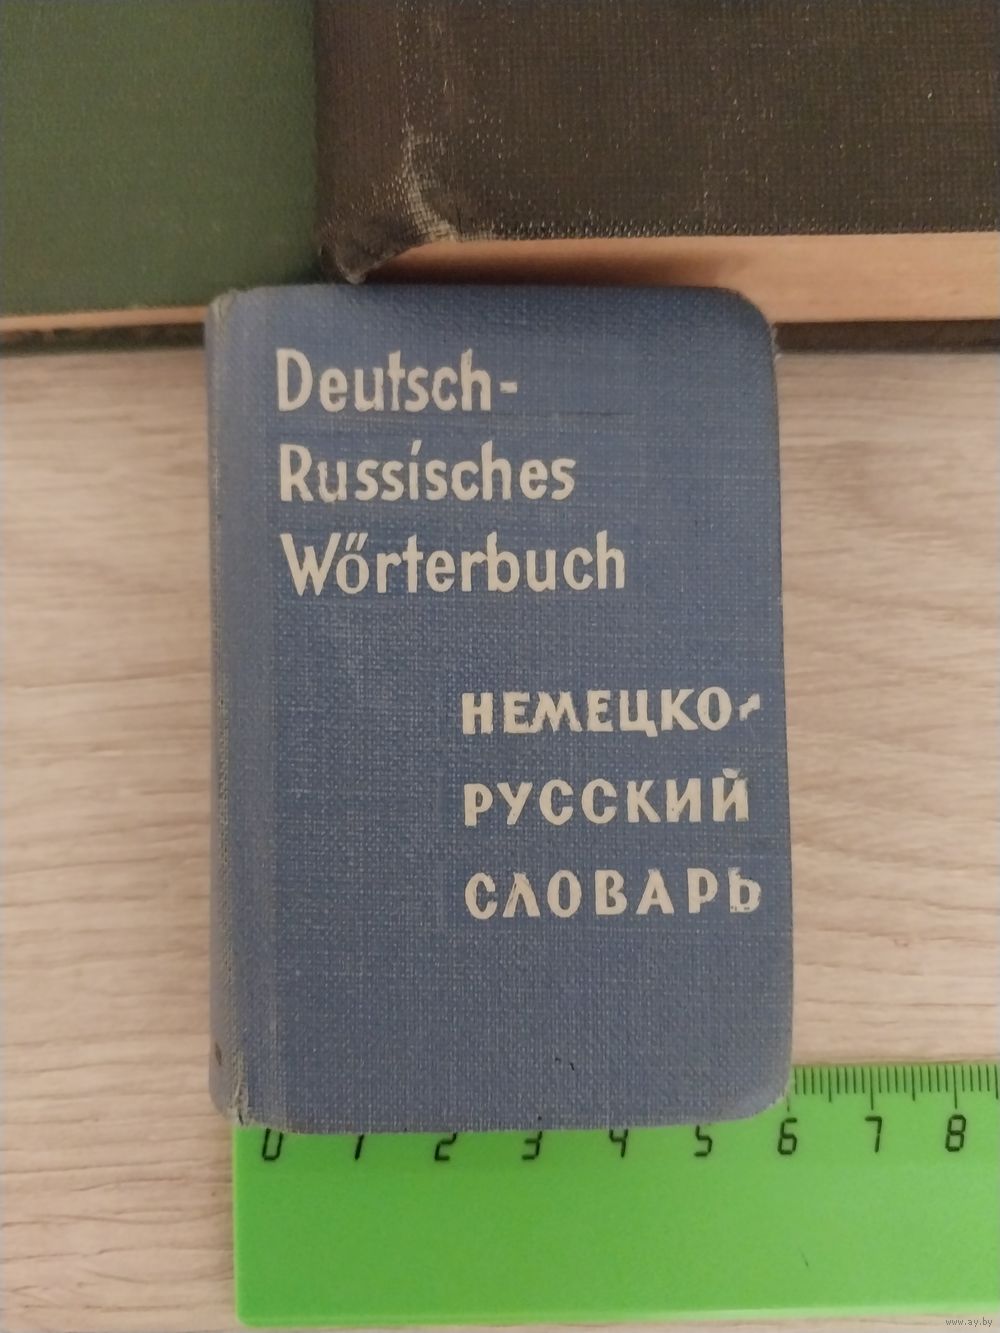 Deutsch-
Russisches
Wörterbuch
НЕМЕЦКО-
РУССКИЙ
СЛОВАРЬ
0 1 2 3 4 5 6 7 8
www.ay.by